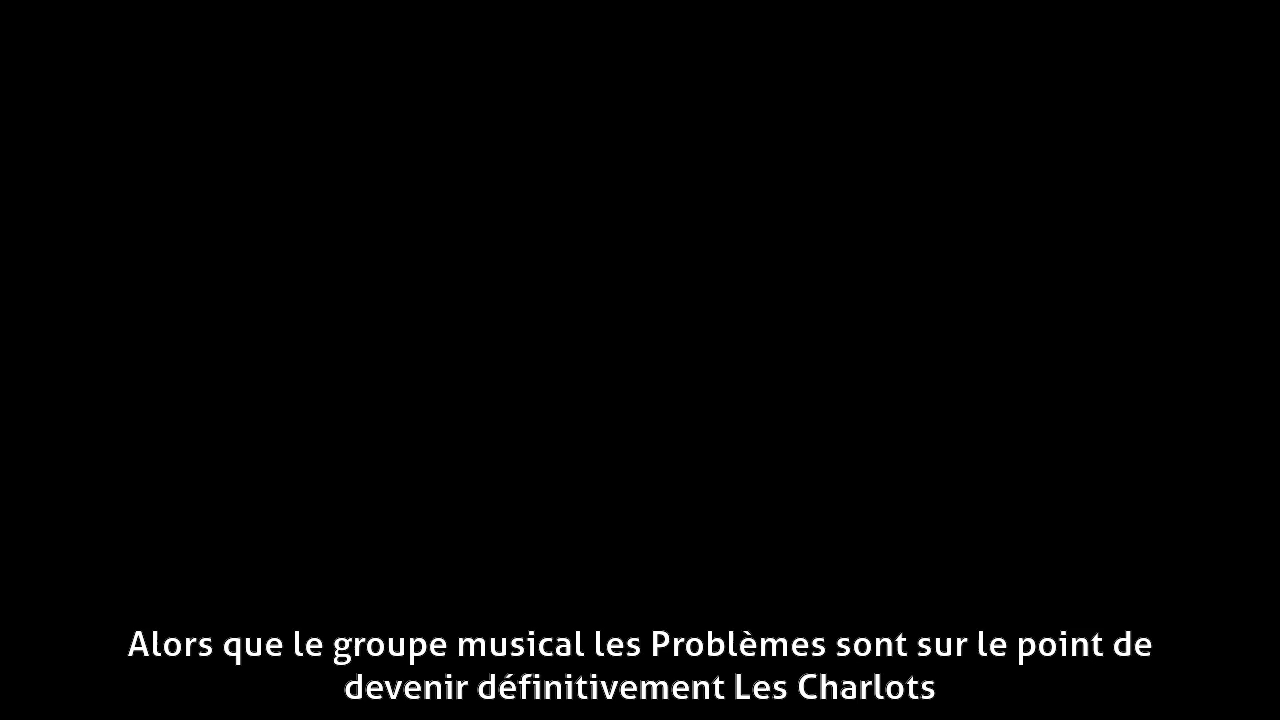 Alors que le groupe musical les Problèmes sont sur le point de
devenir définitivement Les Charlots